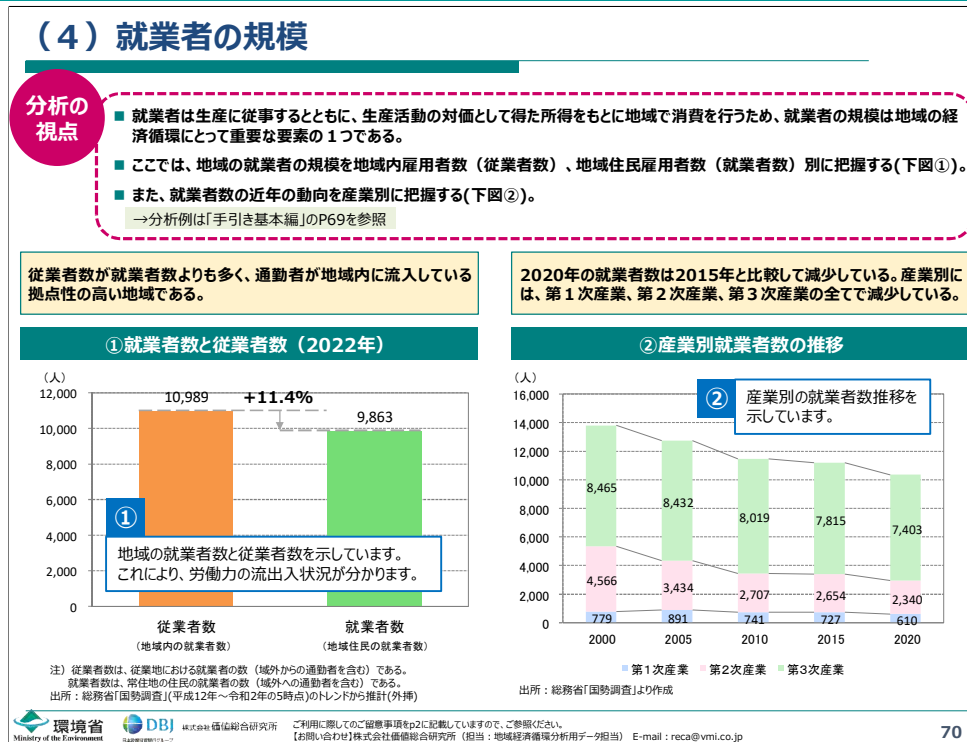 （４）就業者の規模
分析の
視点
■ 就業者は生産に従事するとともに、生産活動の対価として得た所得をもとに地域で消費を行うため、就業者の規模は地域の経
済循環にとって重要な要素の１つである。
■ ここでは、地域の就業者の規模を地域内雇用者数（従業者数）、地域住民雇用者数（就業者数）別に把握する(下図①)。
■ また、就業者数の近年の動向を産業別に把握する(下図②)。
→分析例は「手引き基本編」のP69を参照
従業者数が就業者数よりも多く、通勤者が地域内に流入している
拠点性の高い地域である。
①就業者数と従業者数（2022年）
（人）
12,000
10,000
8,000
6,000
4,000
2,000
0
10,989
+11.4%
9,863
①
地域の就業者数と従業者数を示しています。
これにより、労働力の流出入状況が分かります。
従業者数
（地域内の就業者数）
就業者数
（地域住民の就業者数）
注）従業者数は、従業地における就業者の数（域外からの通勤者を含む）である。
就業者数は、常住地の住民の就業者の数（域外への通勤者を含む）である。
出所：総務省「国勢調査」(平成12年～令和2年の5時点)のトレンドから推計(外挿)
2020年の就業者数は2015年と比較して減少している。産業別に
は、第１次産業、第２次産業、第３次産業の全てで減少している。
②産業別就業者数の推移
（人）
16,000
14,000
12,000
10,000
8,000
6,000
4,000
2,000
0
②
産業別の就業者数推移を
示しています。
8,465
8,432
8,019
7,815
7,403
4,566
3,434
2,707
2,654
2,340
779
891
741
727
610
2000
2005
2010
2015
2020
第１次産業
第２次産業
第３次産業
出所：総務省「国勢調査」より作成
環境省
Ministry of the Environment
DBJ
株式会社価値総合研究所
ご利用に際してのご留意事項をp2に記載していますので、ご参照ください。
【お問い合わせ】株式会社価値総合研究所（担当：地域経済循環分析用データ担当） E-mail：reca@vmi.co.jp
70